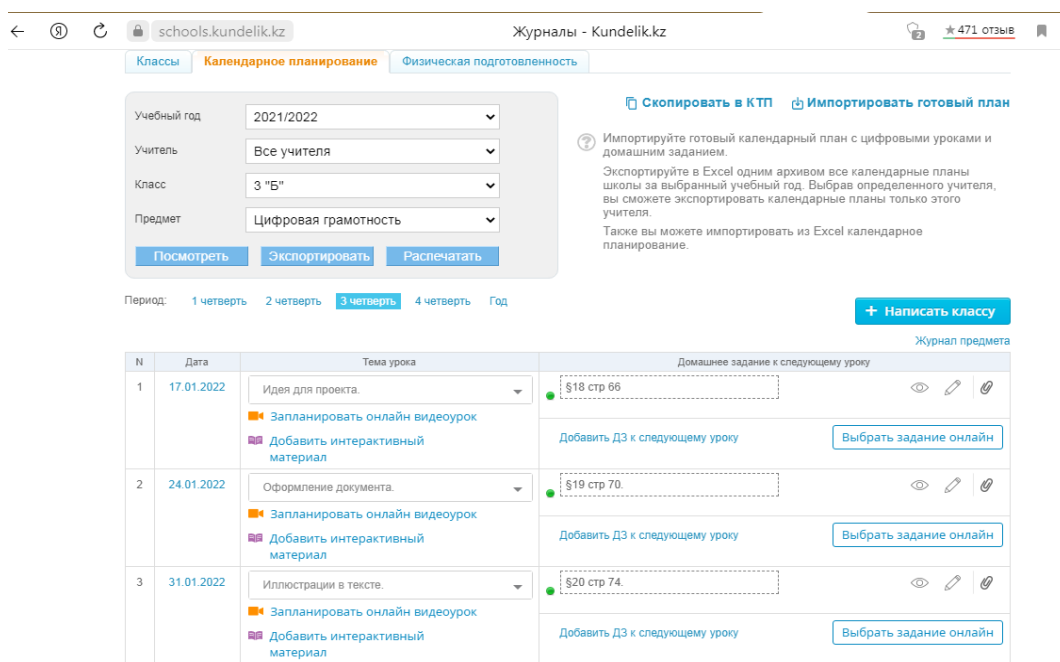 schools.kundelik.kz
Журналы - Kundelik.kz
2
★ 471 отзыв
Классы
Календарное планирование
Физическая подготовленность
Учебный год
2021/2022
Учитель
Все учителя
Класс
3 "Б"
Предмет
Цифровая грамотность
Посмотреть
Экспортировать
Распечатать
Скопировать в КТП
Импортировать готовый план
? Импортируйте готовый календарный план с цифровыми уроками и
домашним заданием.
Экспортируйте в Excel одним архивом все календарные планы
школы за выбранный учебный год. Выбрав определенного учителя,
вы сможете экспортировать календарные планы только этого
учителя.
Также вы можете импортировать из Excel календарное
планирование.
Период: 1 четверть 2 четверть 3 четверть 4 четверть Год
+ Написать классу
Журнал предмета
N Дата Тема урока Домашнее задание к следующему уроку
1 17.01.2022 Идея для проекта. §18 стр 66
Запланировать онлайн видеоурок
Добавить интерактивный
материал
Добавить ДЗ к следующему уроку Выбрать задание онлайн
2 24.01.2022 Оформление документа. §19 стр 70.
Запланировать онлайн видеоурок
Добавить интерактивный
материал
Добавить ДЗ к следующему уроку Выбрать задание онлайн
3 31.01.2022 Иллюстрации в тексте. §20 стр 74.
Запланировать онлайн видеоурок
Добавить интерактивный
материал
Добавить ДЗ к следующему уроку Выбрать задание онлайн